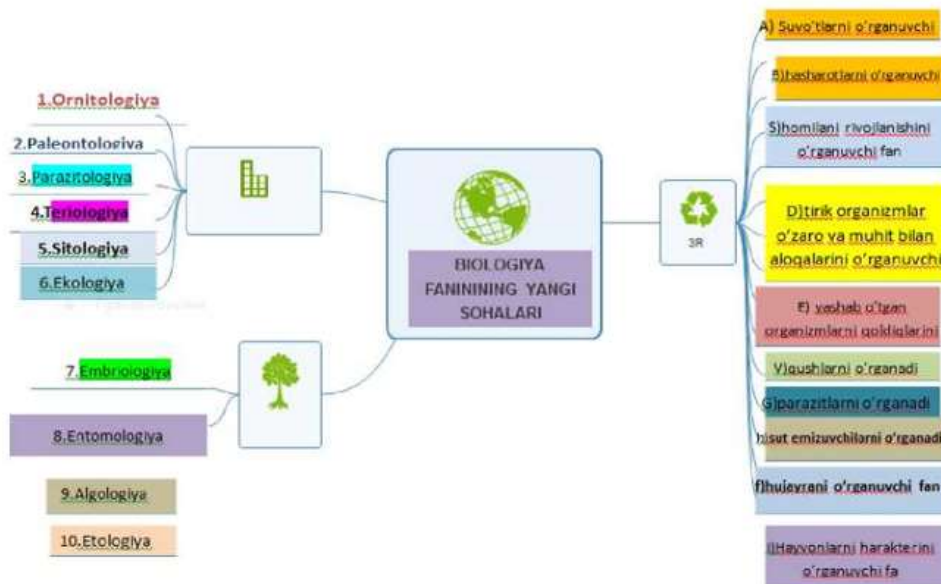 1.Ornitologiya
2.Paleontologiya
3.Parazitologiya
4.Teriologiya
5.Sitologiya
6.Ekologiya
7.Embriologiya
8.Entomologiya
9.Algologiya
10.Etologiya
BIOLOGIYA
FANINING YANGI
SOHALARI
3R
A) Suvo'tlarni o'rganuvchi
B)hasharotlarni o'rganuvchi
S)homilani rivojlanishini
o'rganuvchi fan
D)tirik organizmlar
o'zaro va muhit bilan
aloqalarini o'rganuvchi
E) yashab o'tgan
organizmlarni qoldiqlarini
V)qushlarni o'rganadi
G)parazitlarni o'rganadi
sut emizuvchilarni o'rganadi
f)hujayrani o'rganuvchi fan
I)Hayvonlarni harakterini
o'rganuvchi fa